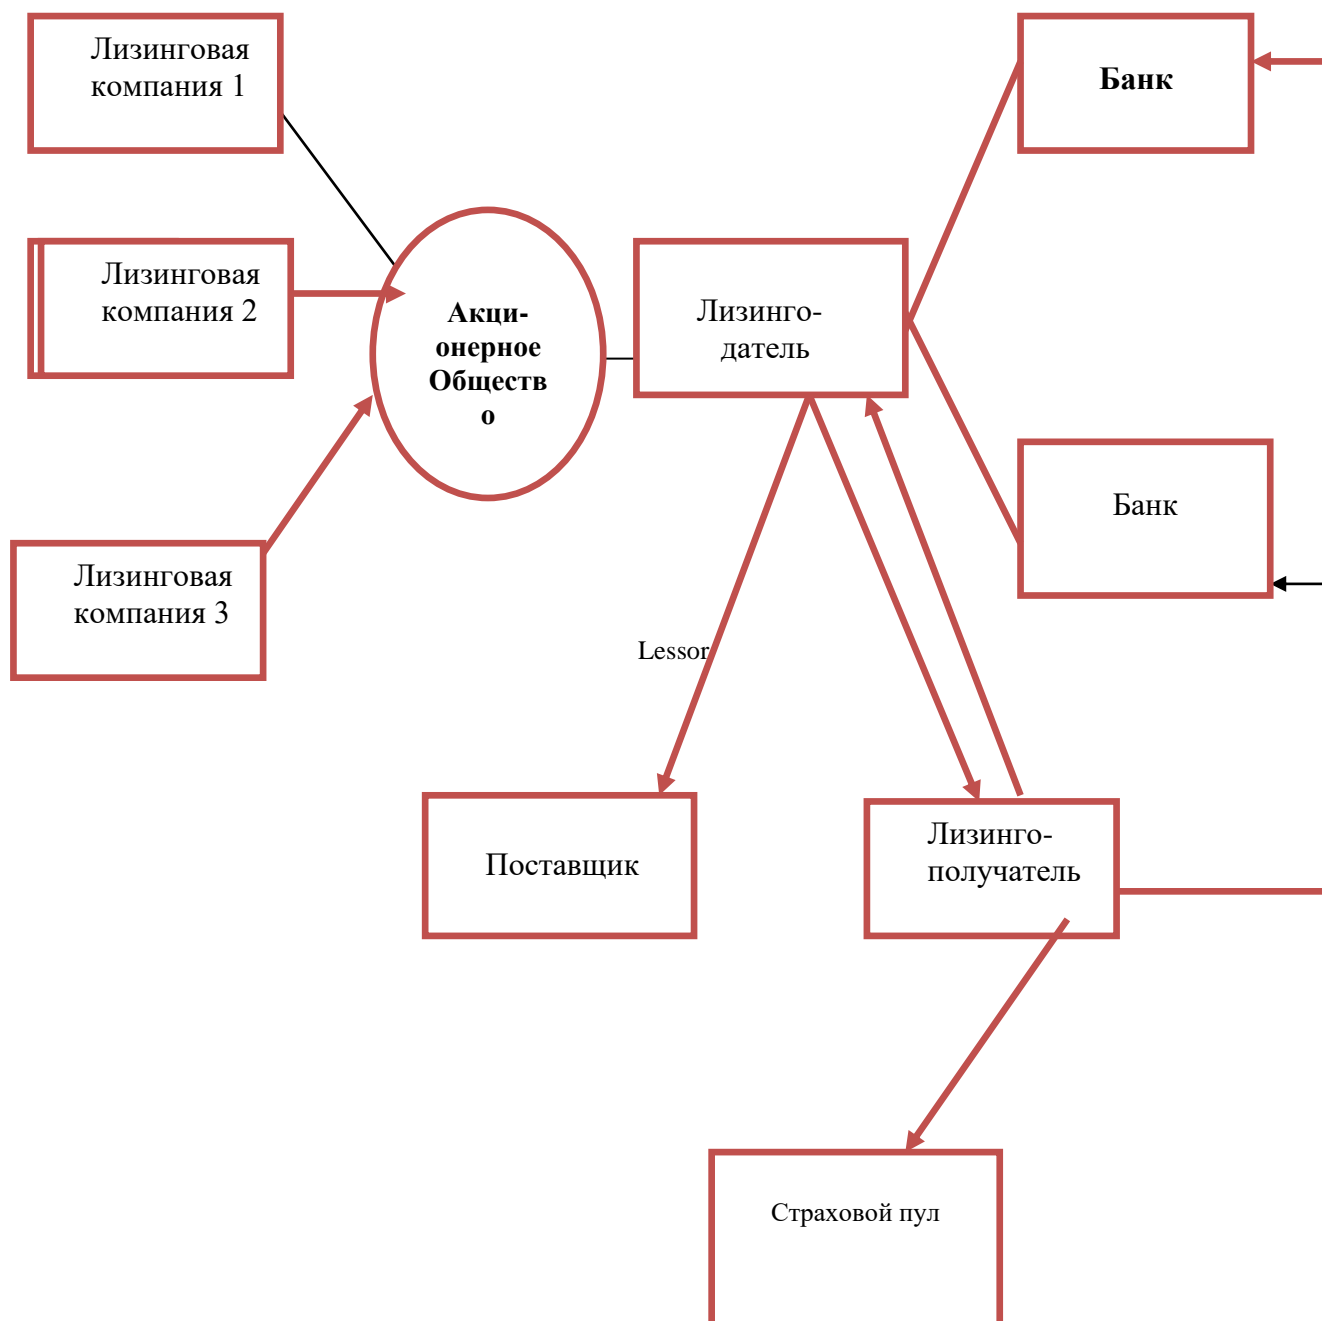 Лизинговая
компания 1
Банк
Лизинговая
компания 2
Акци-
онерное
Обществ
о
Лизинго-
датель
Банк
Лизинговая
компания 3
Lessor
Поставщик
Лизинго-
получатель
Страховой пул